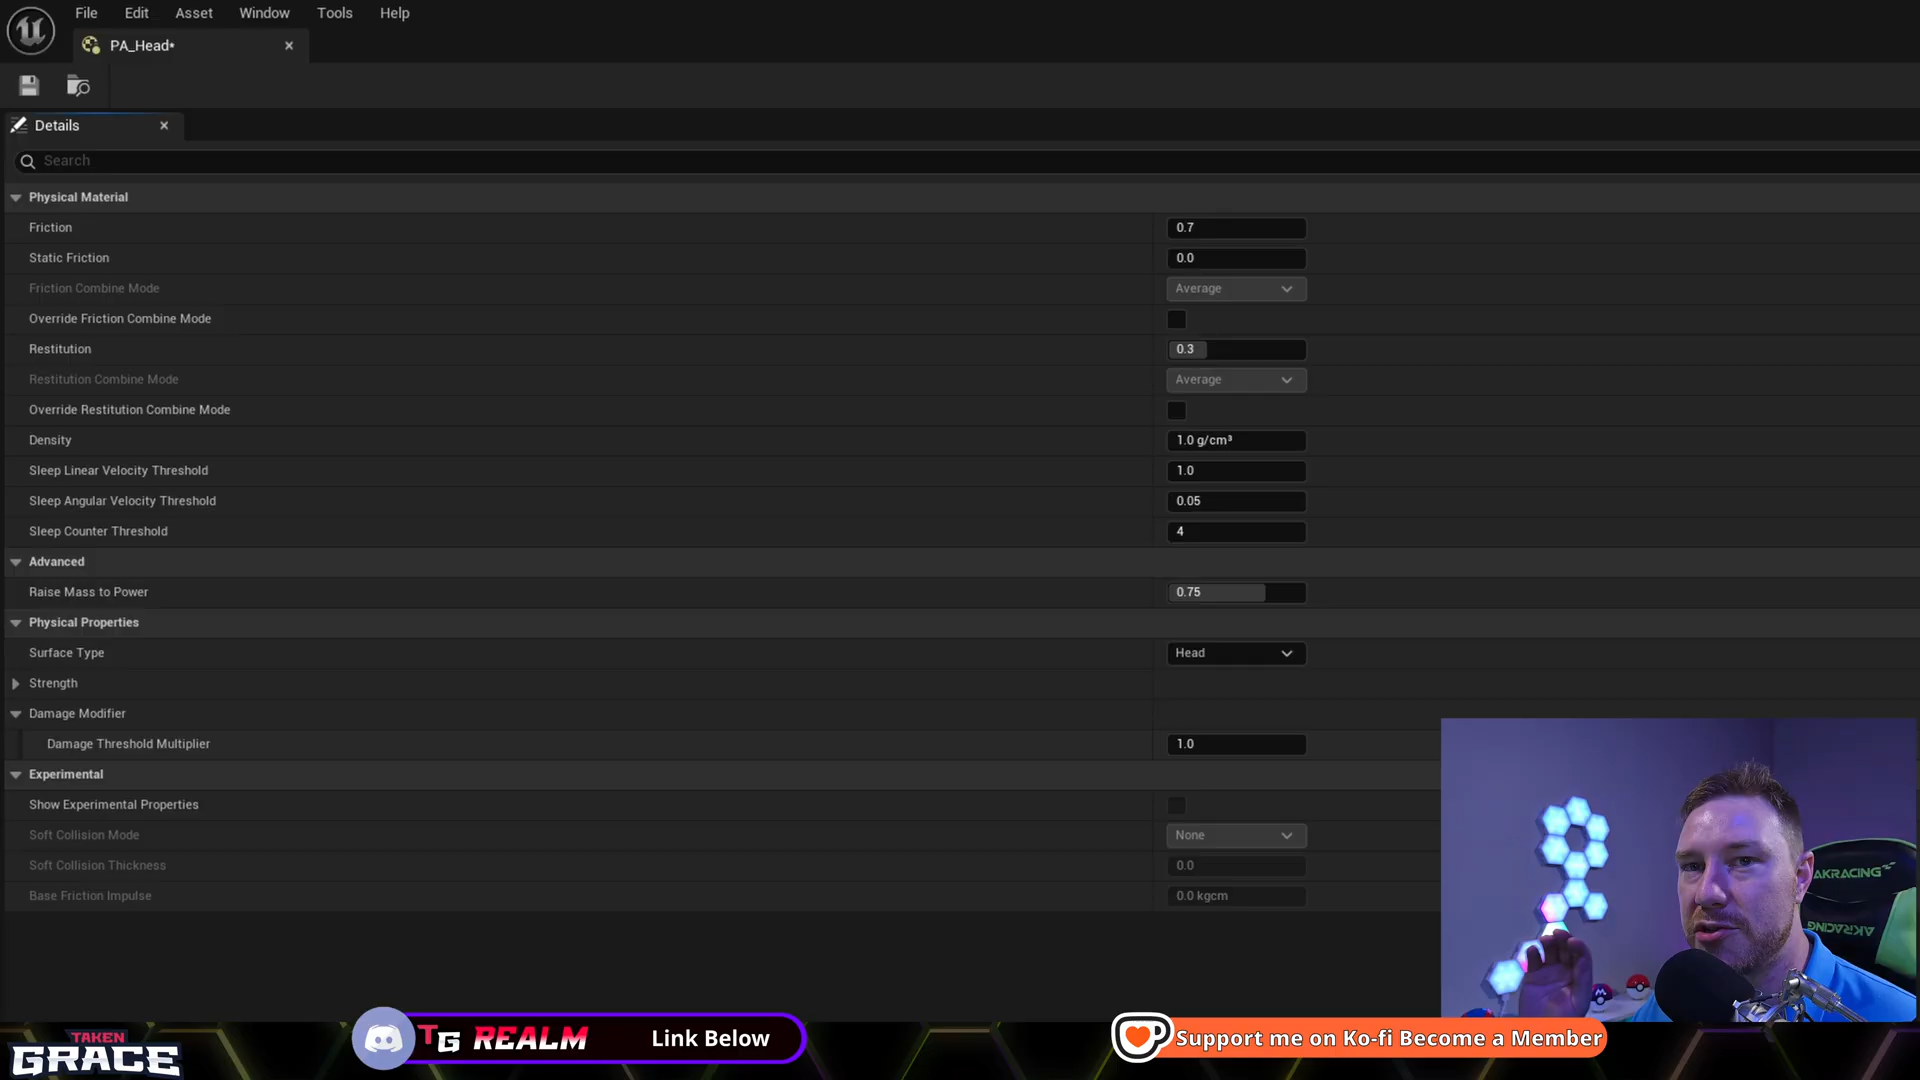 File Edit Asset Window Tools Help
PA_Head*
Details
Search
Physical Material
Friction 0.7
Static Friction 0.0
Friction Combine Mode Average
Override Friction Combine Mode
Restitution 0.3
Restitution Combine Mode Average
Override Restitution Combine Mode
Density 1.0 g/cm³
Sleep Linear Velocity Threshold 1.0
Sleep Angular Velocity Threshold 0.05
Sleep Counter Threshold 4
Advanced
Raise Mass to Power 0.75
Physical Properties
Surface Type Head
Strength
Damage Modifier
Damage Threshold Multiplier 1.0
Experimental
Show Experimental Properties
Soft Collision Mode None
Soft Collision Thickness 0.0
Base Friction Impulse 0.0 kgcm
AKRACING
AKRACING
TAKEN
GRACE
TG REALM Link Below
Support me on Ko-fi Become a Member